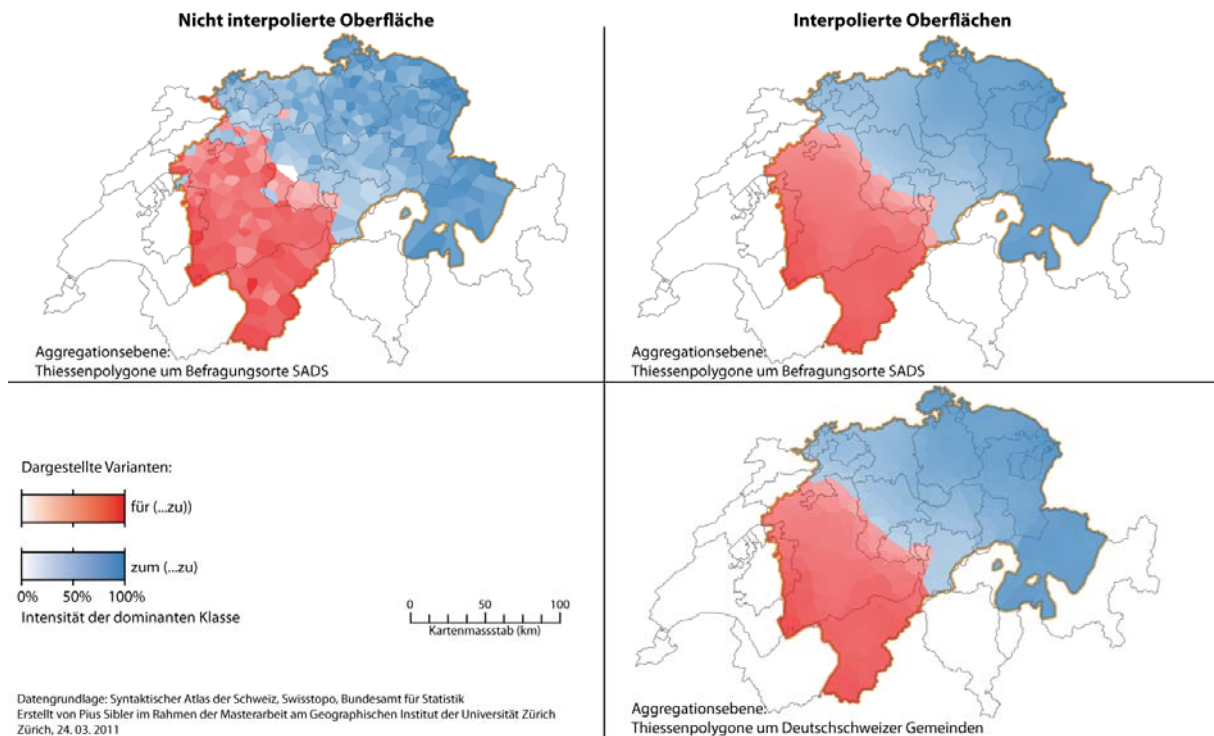 Nicht interpolierte Oberfläche
Interpolierte Oberflächen
Aggregationsebene:
Thiessenpolygone um Befragungsorte SADS
Aggregationsebene:
Thiessenpolygone um Befragungsorte SADS
Dargestellte Varianten:
für (...zu))
zum (...zu)
0% 50% 100%
Intensität der dominanten Klasse
0 50 100
Kartenmassstab (km)
Datengrundlage: Syntaktischer Atlas der Schweiz, Swisstopo, Bundesamt für Statistik
Erstellt von Pius Sibler im Rahmen der Masterarbeit am Geographischen Institut der Universität Zürich
Zürich, 24. 03. 2011
Aggregationsebene:
Thiessenpolygone um Deutschschweizer Gemeinden